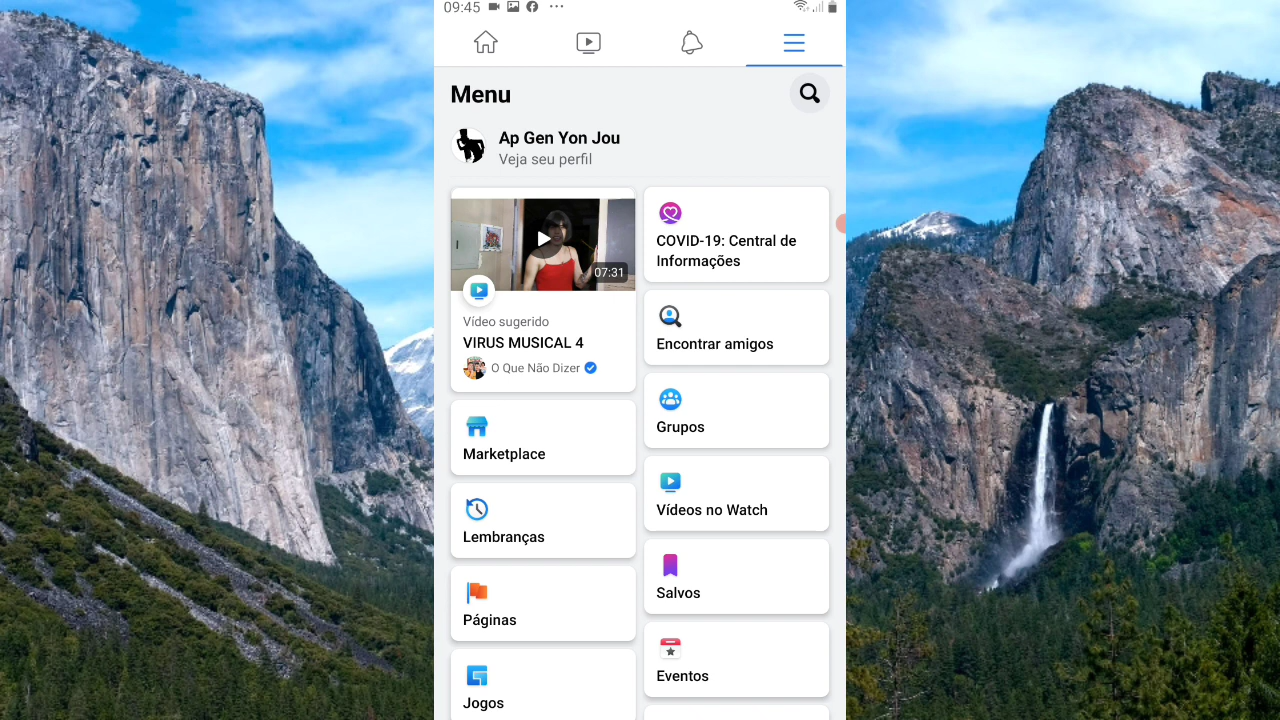 09:45
Menu
Ap Gen Yon Jou
Veja seu perfil
07:31
Vídeo sugerido
VIRUS MUSICAL 4
O Que Não Dizer
Marketplace
Lembranças
Páginas
Jogos
COVID-19: Central de
Informações
Encontrar amigos
Grupos
Vídeos no Watch
Salvos
Eventos